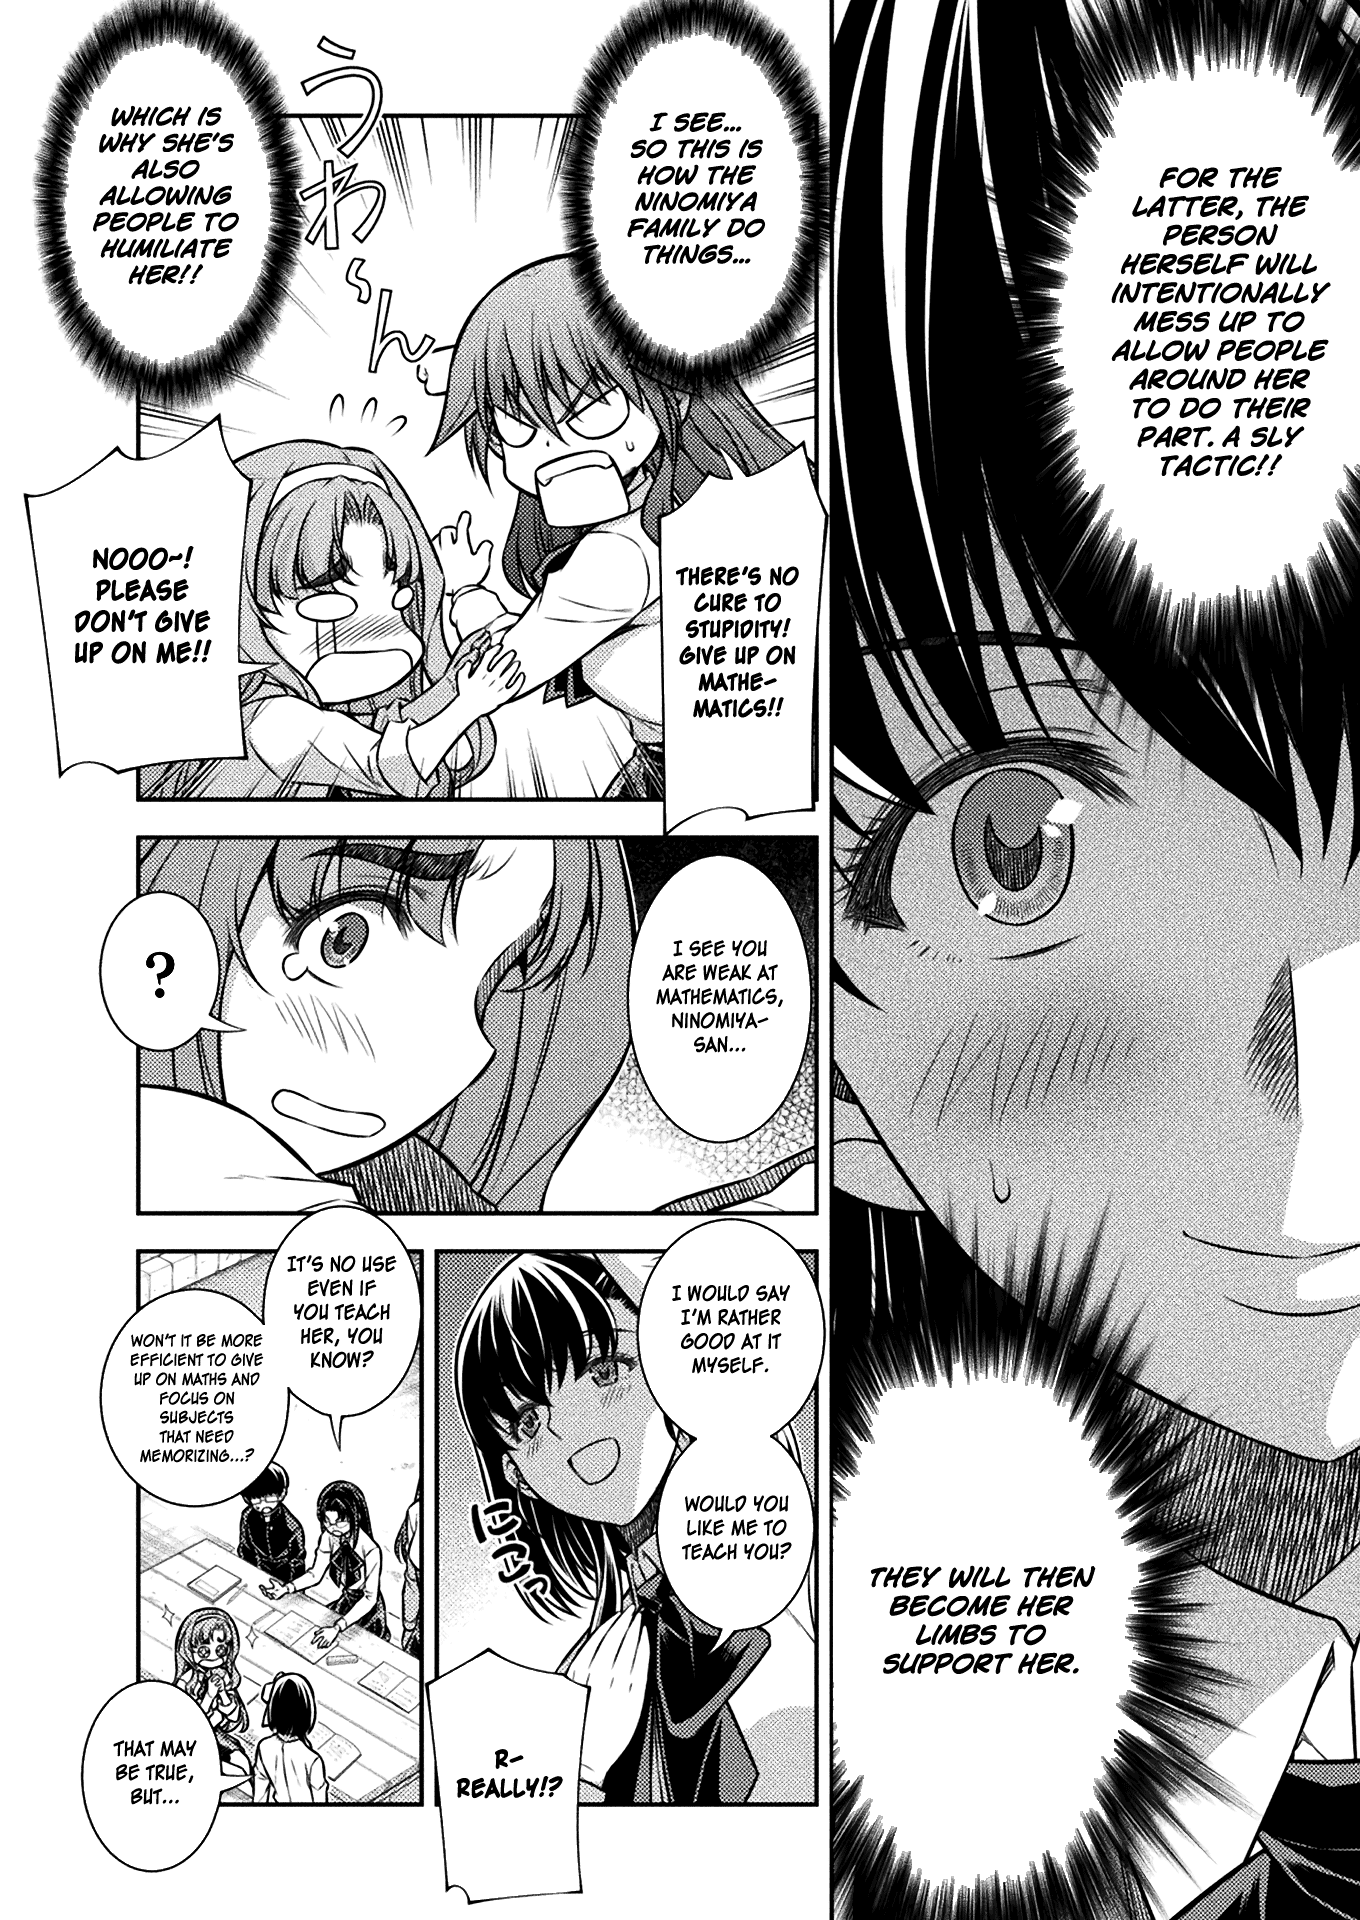 FOR THE
LATTER, THE
PERSON
HERSELF WILL
INTENTIONALLY
MESS UP TO
ALLOW PEOPLE
AROUND HER
TO DO THEIR
PART. A SLY
TACTIC!!
THEY WILL THEN
BECOME HER
LIMBS TO
SUPPORT HER.
I SEE...
SO THIS IS
HOW THE
NINOMIYA
FAMILY DO
THINGS...
WHICH IS
WHY SHE'S
ALSO
ALLOWING
PEOPLE TO
HUMILIATE
HER!!
うわ～ん
THERE'S NO
CURE TO
STUPIDITY!
GIVE UP ON
MATHE-
MATICS!!
NOOO~!
PLEASE
DON'T GIVE
UP ON ME!!
I SEE YOU
ARE WEAK AT
MATHEMATICS,
NINOMIYA-
SAN...
?
I WOULD SAY
I'M RATHER
GOOD AT IT
MYSELF.
WOULD YOU
LIKE ME TO
TEACH YOU?
ニコニコッ
R-
REALLY!?
IT'S NO USE
EVEN IF
YOU TEACH
HER, YOU
KNOW?
WON'T IT BE MORE
EFFICIENT TO GIVE
UP ON MATHS AND
FOCUS ON
SUBJECTS
THAT NEED
MEMORIZING...?
THAT MAY
BE TRUE,
BUT...